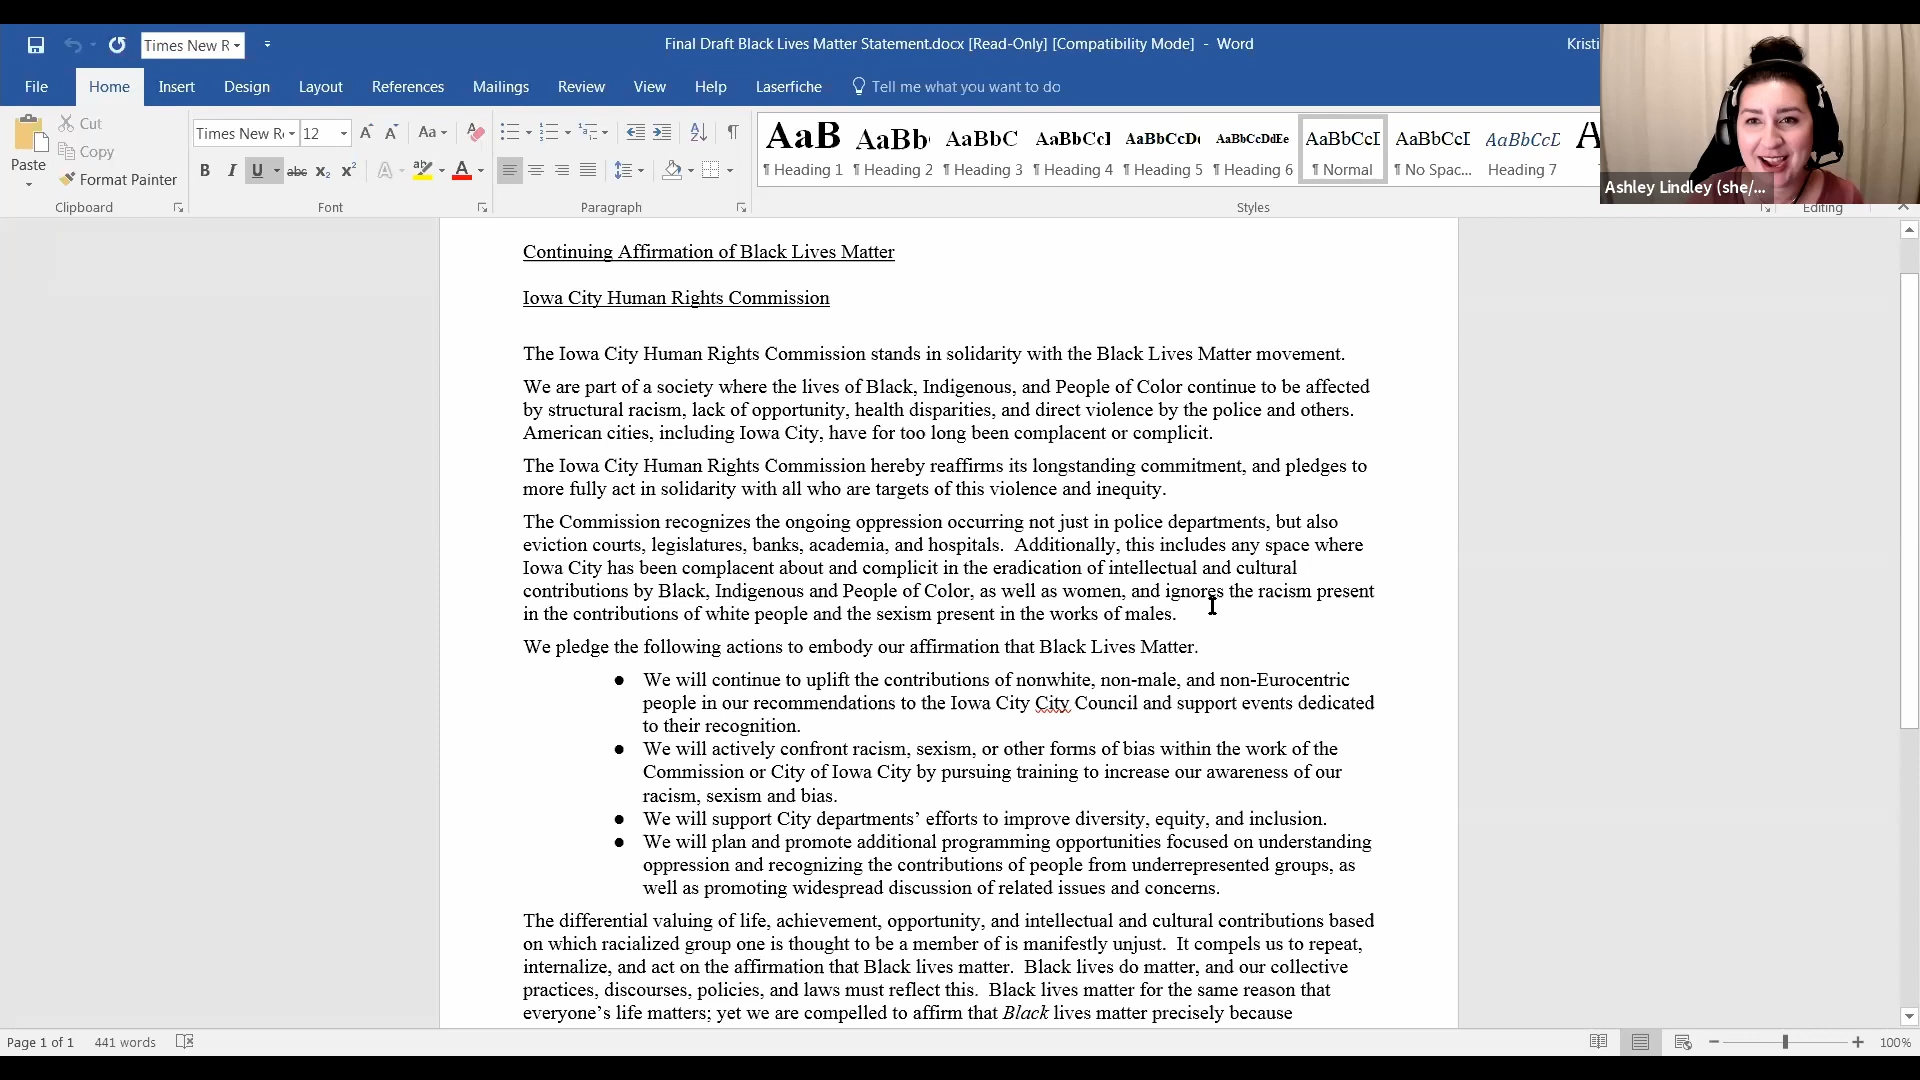 Times New R
Final Draft Black Lives Matter Statement.docx [Read-Only] [Compatibility Mode] - Word
Kristi
File Home Insert Design Layout References Mailings Review View Help Laserfiche Tell me what you want to do
Paste
Cut
Copy
Format Painter
Clipboard
Times New R 12
Aa
B I U abc X₂ X² A A
Font
Paragraph
AaB AaBb AaBbC AaBbCcI AaBbCcDc AaBbCcDdEe AaBbCcI AaBbCcI AaBbCcD A
¶ Heading 1 ¶ Heading 2 ¶ Heading 3 ¶ Heading 4 ¶ Heading 5 ¶ Heading 6 ¶ Normal ¶ No Spac... Heading 7
Styles
Editing
Ashley Lindley (she/...
Continuing Affirmation of Black Lives Matter
Iowa City Human Rights Commission
The Iowa City Human Rights Commission stands in solidarity with the Black Lives Matter movement.
We are part of a society where the lives of Black, Indigenous, and People of Color continue to be affected
by structural racism, lack of opportunity, health disparities, and direct violence by the police and others.
American cities, including Iowa City, have for too long been complacent or complicit.
The Iowa City Human Rights Commission hereby reaffirms its longstanding commitment, and pledges to
more fully act in solidarity with all who are targets of this violence and inequity.
The Commission recognizes the ongoing oppression occurring not just in police departments, but also
eviction courts, legislatures, banks, academia, and hospitals. Additionally, this includes any space where
Iowa City has been complacent about and complicit in the eradication of intellectual and cultural
contributions by Black, Indigenous and People of Color, as well as women, and ignores the racism present
in the contributions of white people and the sexism present in the works of males.
We pledge the following actions to embody our affirmation that Black Lives Matter.
● We will continue to uplift the contributions of nonwhite, non-male, and non-Eurocentric
people in our recommendations to the Iowa City City Council and support events dedicated
to their recognition.
● We will actively confront racism, sexism, or other forms of bias within the work of the
Commission or City of Iowa City by pursuing training to increase our awareness of our
racism, sexism and bias.
● We will support City departments’ efforts to improve diversity, equity, and inclusion.
● We will plan and promote additional programming opportunities focused on understanding
oppression and recognizing the contributions of people from underrepresented groups, as
well as promoting widespread discussion of related issues and concerns.
The differential valuing of life, achievement, opportunity, and intellectual and cultural contributions based
on which racialized group one is thought to be a member of is manifestly unjust. It compels us to repeat,
internalize, and act on the affirmation that Black lives matter. Black lives do matter, and our collective
practices, discourses, policies, and laws must reflect this. Black lives matter for the same reason that
everyone’s life matters; yet we are compelled to affirm that Black lives matter precisely because
Page 1 of 1 441 words
100%